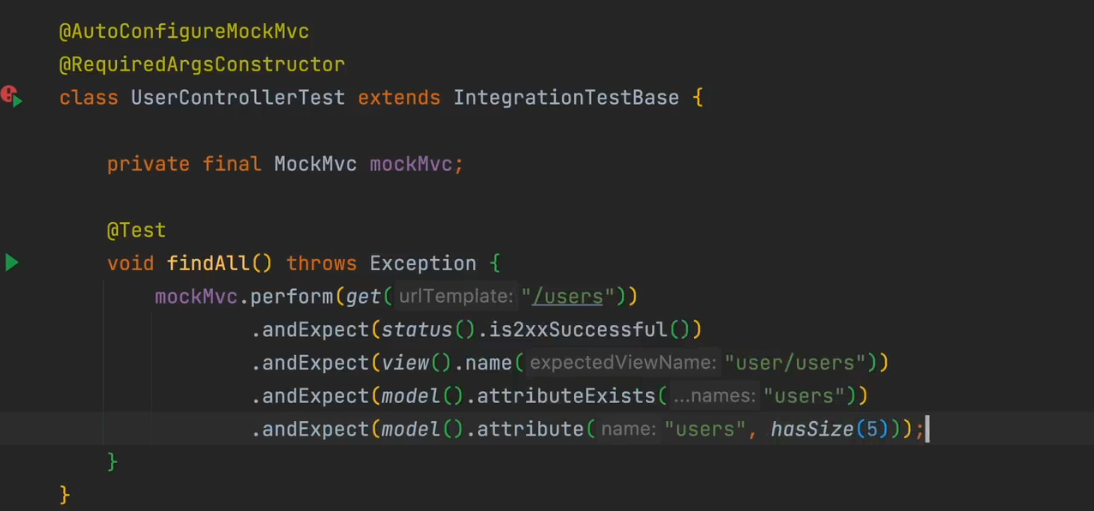 @AutoConfigureMockMvc
@RequiredArgsConstructor
class UserControllerTest extends IntegrationTestBase {
private final MockMvc mockMvc;
@Test
void findAll() throws Exception {
mockMvc.perform(get( urlTemplate: "/users"))
.andExpect(status().is2xxSuccessful())
.andExpect(view().name( expectedViewName: "user/users"))
.andExpect(model().attributeExists( ...names: "users"))
.andExpect(model().attribute( name: "users", hasSize(5)));
}
}